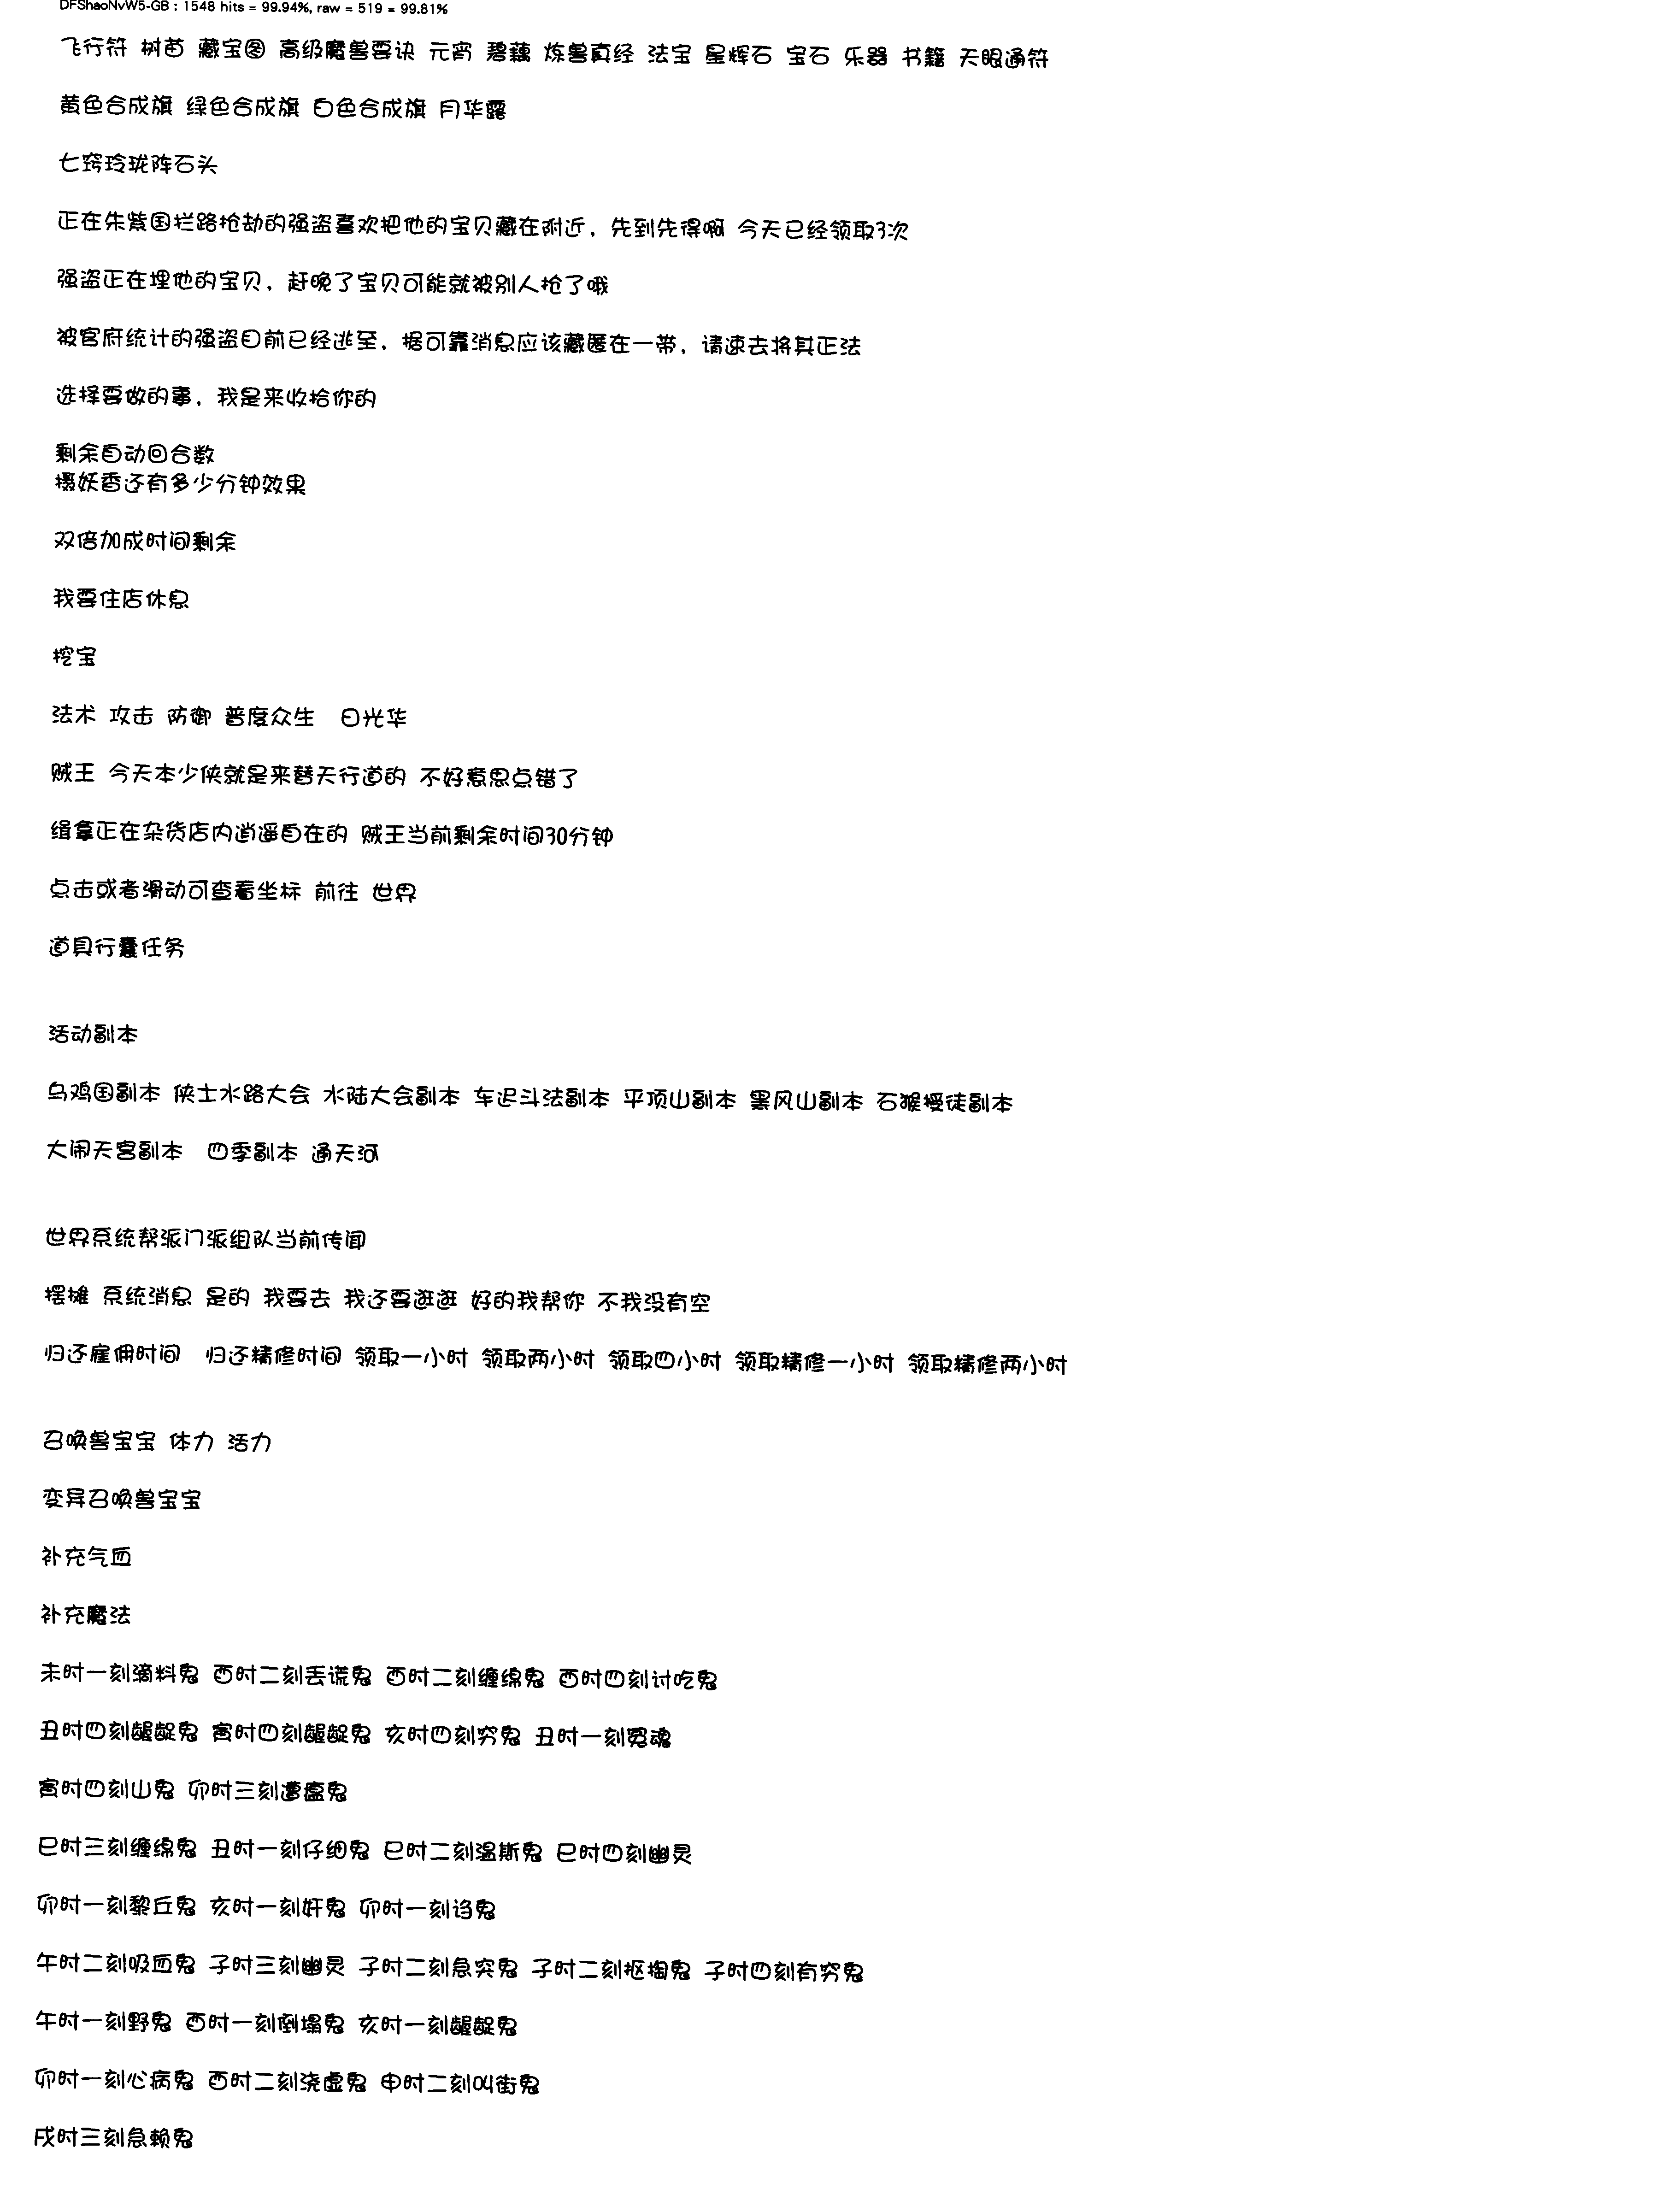 DFShaoNvW5-GB : 1548 hits = 99.94%, raw = 519 = 99.81%
飞行符 树苗 藏宝图 高级魔兽要诀 元宵 碧藕 炼兽真经 法宝 星辉石 宝石 乐器 书籍 天眼通符
黄色合成旗 绿色合成旗 白色合成旗 月华露
七窍玲珑阵石头
正在朱紫国拦路抢劫的强盗喜欢把他的宝贝藏在附近，先到先得啊 今天已经领取3次
强盗正在埋他的宝贝，赶晚了宝贝可能就被别人抢了哦
被官府统计的强盗目前已经逃至，据可靠消息应该藏匿在一带，请速去将其正法
选择要做的事，我是来收拾你的
剩余自动回合数
摄妖香还有多少分钟效果
双倍加成时间剩余
我要住店休息
挖宝
法术 攻击 防御 普度众生  日光华
贼王 今天本少侠就是来替天行道的 不好意思点错了
缉拿正在杂货店内逍遥自在的 贼王当前剩余时间30分钟
点击或者滑动可查看坐标 前往 世界
道具行囊任务
活动副本
乌鸡国副本 侠士水路大会 水陆大会副本 车迟斗法副本 平顶山副本 黑风山副本 石猴授徒副本
大闹天宫副本  四季副本 通天河
世界系统帮派门派组队当前传闻
摆摊 系统消息 是的 我要去 我还要逛逛 好的我帮你 不我没有空
归还雇佣时间  归还精修时间 领取一小时 领取两小时 领取四小时 领取精修一小时 领取精修两小时
召唤兽宝宝 体力 活力
变异召唤兽宝宝
补充气血
补充魔法
未时一刻滴料鬼 酉时二刻丢谎鬼 酉时二刻缠绵鬼 酉时四刻讨吃鬼
丑时四刻龌龊鬼 寅时四刻龌龊鬼 亥时四刻穷鬼 丑时一刻冤魂
寅时四刻山鬼 卯时三刻遭瘟鬼
巳时三刻缠绵鬼 丑时一刻仔细鬼 巳时二刻温斯鬼 巳时四刻幽灵
卯时一刻黎丘鬼 亥时一刻奸鬼 卯时一刻诌鬼
午时二刻吸血鬼 子时三刻幽灵 子时二刻急突鬼 子时二刻抠掏鬼 子时四刻有穷鬼
午时一刻野鬼 酉时一刻倒塌鬼 亥时一刻龌龊鬼
卯时一刻心病鬼 酉时二刻浇虚鬼 申时二刻叫街鬼
戌时三刻急赖鬼